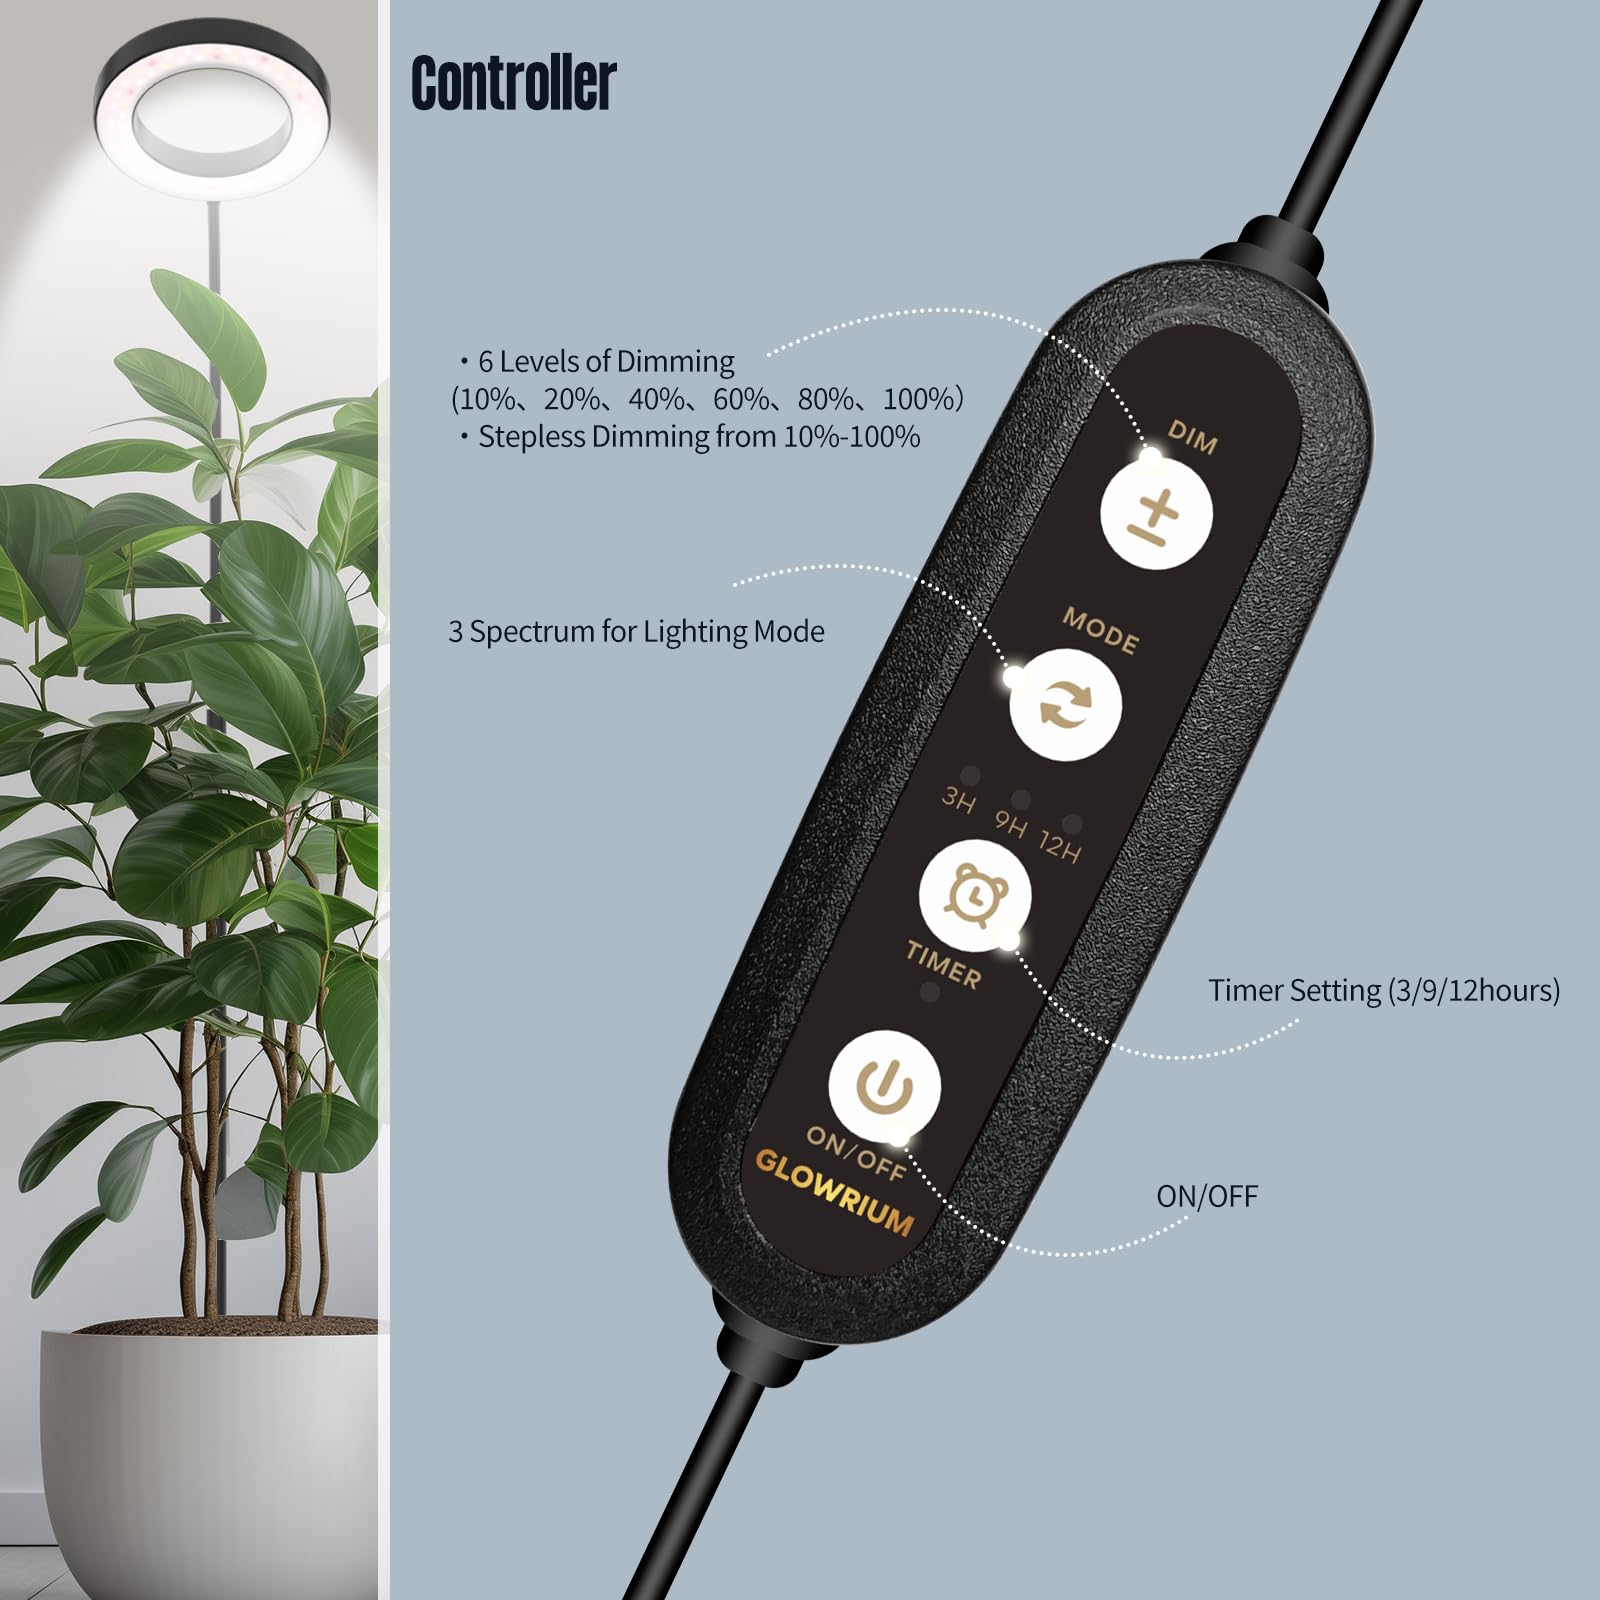 Controller
・6 Levels of Dimming
(10%、20%、40%、60%、80%、100%)
・Stepless Dimming from 10%-100%
3 Spectrum for Lighting Mode
DIM
MODE
3H 9H 12H
TIMER
Timer Setting (3/9/12hours)
ON/OFF
GLOWRIUM
ON/OFF